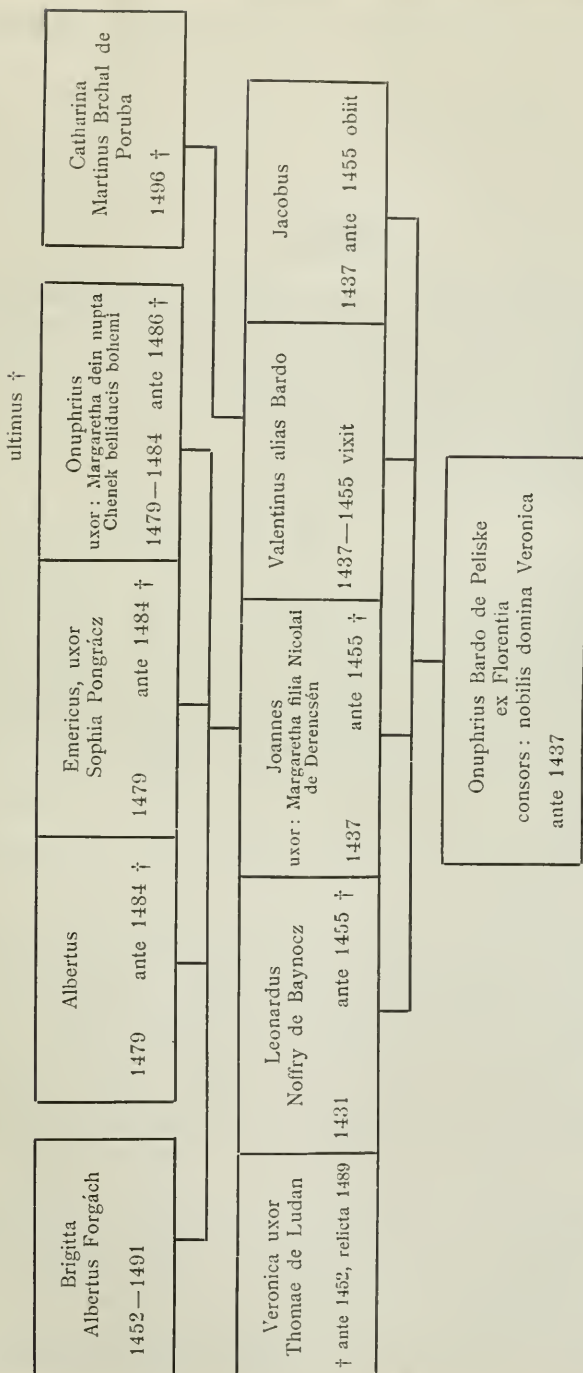 ultimus †
Brigitta
Albertus Forgách
1452—1491
Albertus
1479 ante 1484 †
Emericus, uxor
Sophia Pongrácz
1479 ante 1484 †
Onuphrius
uxor : Margaretha dein nupta
Chenek belliducis bohemi
1479—1484 ante 1486 †
Catharina
Martinus Brchal de
Poruba
1496 †
Veronica uxor
Thomae de Ludan
† ante 1452, relicta 1489
Leonardus
Noffry de Baynocz
1431 ante 1455 †
Joannes
uxor : Margaretha filia Nicolai
de Derencsén
1437 ante 1455 †
Valentinus alias Bardo
1437—1455 vixit
Jacobus
1437 ante 1455 obiit
Onuphrius Bardo de Peliske
ex Florentia
consors : nobilis domina Veronica
ante 1437